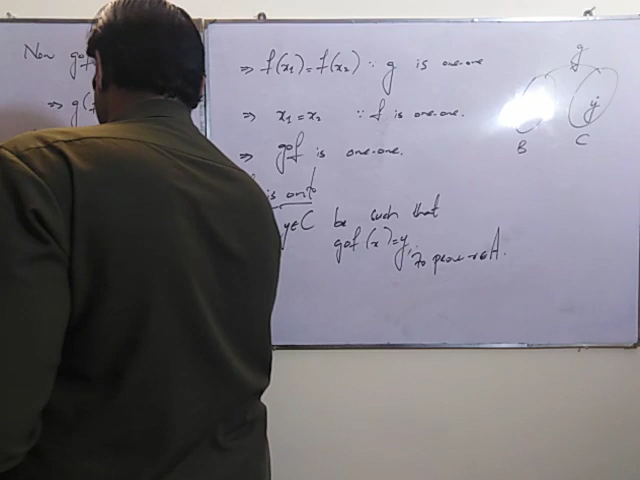 Now gof
⇒ g(f
⇒ f(x₁) = f(x₂) ∵ g is one-one
⇒ x₁ = x₂ ∵ f is one-one.
⇒ gof is one-one.
is onto
y∈C be such that
gof(x) = y, To prove x∈A.
g
y
B C